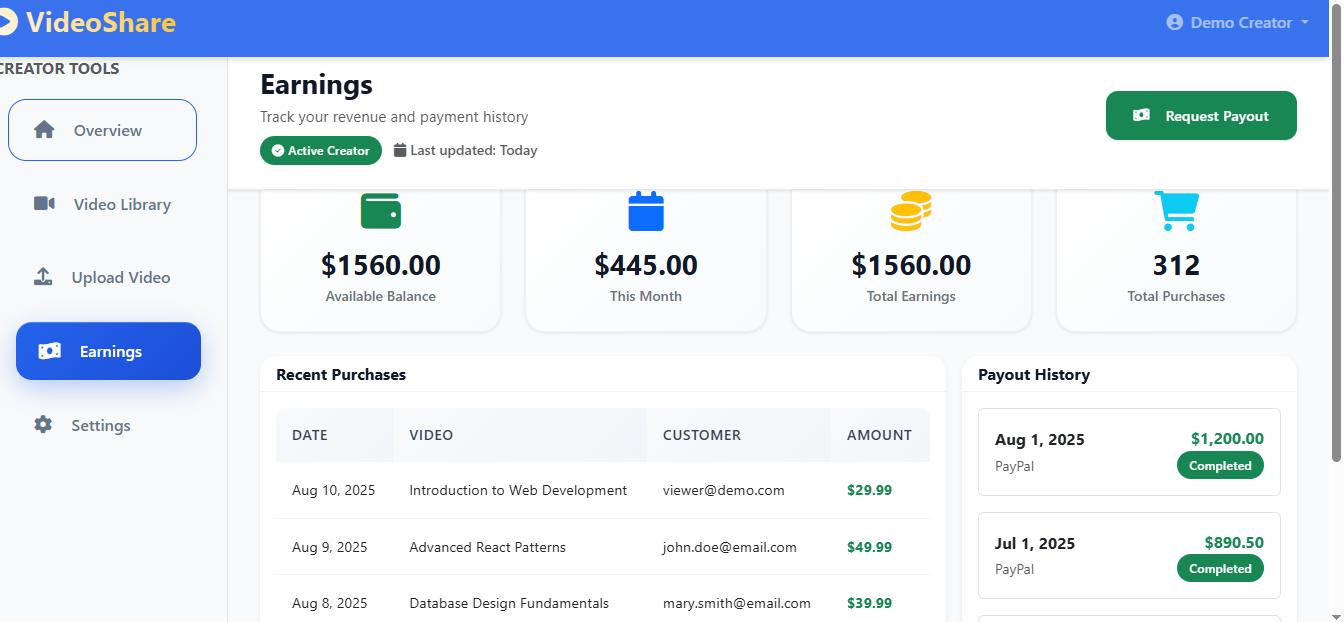 VideoShare
Demo Creator
CREATOR TOOLS
Overview
Video Library
Upload Video
Earnings
Settings
Earnings
Track your revenue and payment history
Active Creator
Last updated: Today
Request Payout
$1560.00
Available Balance
$445.00
This Month
$1560.00
Total Earnings
312
Total Purchases
Recent Purchases
DATE VIDEO CUSTOMER AMOUNT
Aug 10, 2025 Introduction to Web Development viewer@demo.com $29.99
Aug 9, 2025 Advanced React Patterns john.doe@email.com $49.99
Aug 8, 2025 Database Design Fundamentals mary.smith@email.com $39.99
Payout History
Aug 1, 2025 $1,200.00
PayPal Completed
Jul 1, 2025 $890.50
PayPal Completed